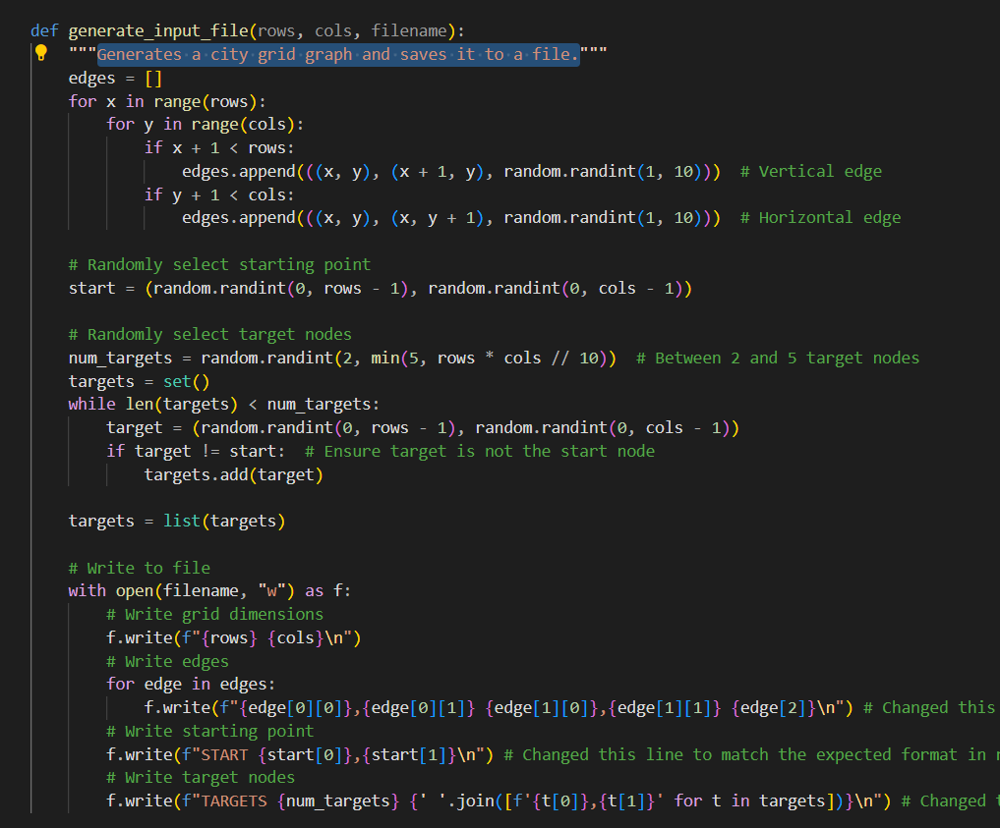 def generate_input_file(rows, cols, filename):
    """Generates a city grid graph and saves it to a file."""
    edges = []
    for x in range(rows):
        for y in range(cols):
            if x + 1 < rows:
                edges.append(((x, y), (x + 1, y), random.randint(1, 10)))  # Vertical edge
            if y + 1 < cols:
                edges.append(((x, y), (x, y + 1), random.randint(1, 10)))  # Horizontal edge

    # Randomly select starting point
    start = (random.randint(0, rows - 1), random.randint(0, cols - 1))

    # Randomly select target nodes
    num_targets = random.randint(2, min(5, rows * cols // 10))  # Between 2 and 5 target nodes
    targets = set()
    while len(targets) < num_targets:
        target = (random.randint(0, rows - 1), random.randint(0, cols - 1))
        if target != start:  # Ensure target is not the start node
            targets.add(target)

    targets = list(targets)

    # Write to file
    with open(filename, "w") as f:
        # Write grid dimensions
        f.write(f"{rows} {cols}\n")
        # Write edges
        for edge in edges:
            f.write(f"{edge[0][0]},{edge[0][1]} {edge[1][0]},{edge[1][1]} {edge[2]}\n") # Changed this
        # Write starting point
        f.write(f"START {start[0]},{start[1]}\n") # Changed this line to match the expected format in
        # Write target nodes
        f.write(f"TARGETS {num_targets} {' '.join([f'{t[0]},{t[1]}' for t in targets])}\n") # Changed